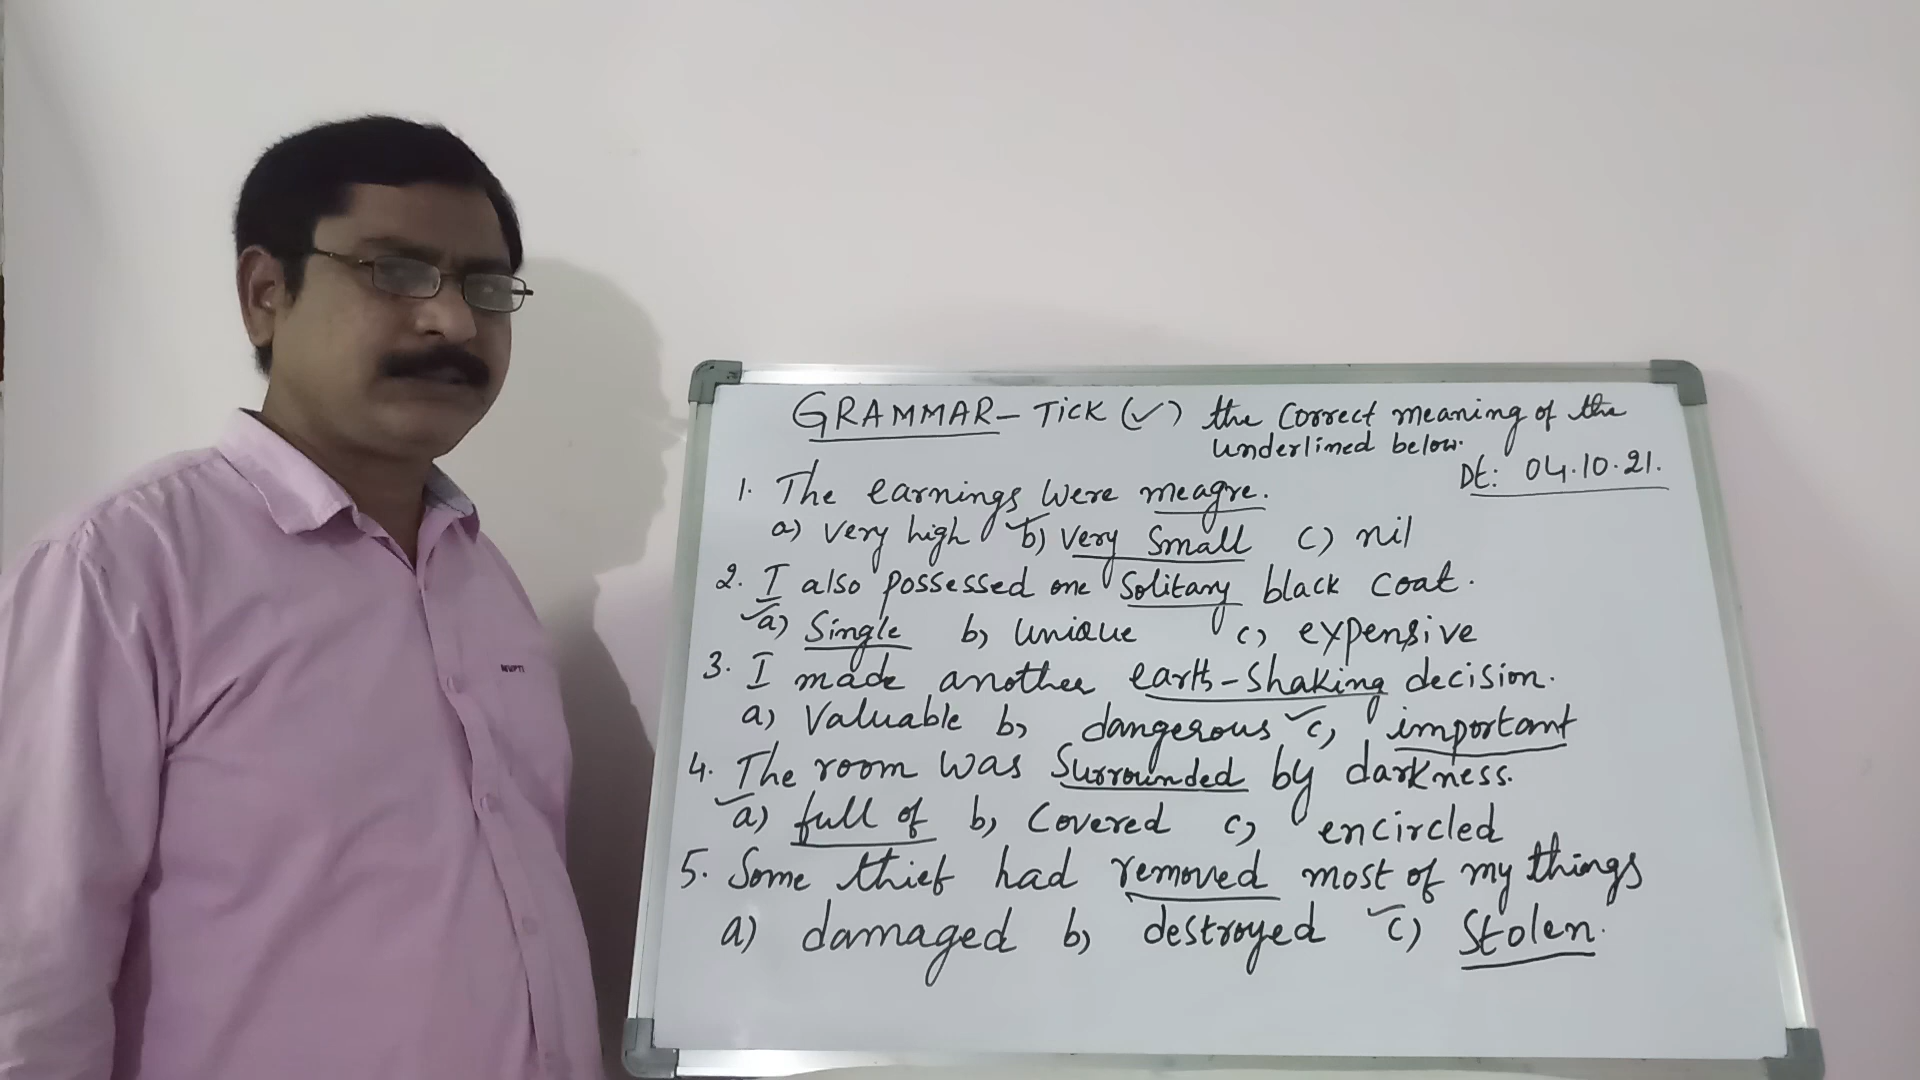 GRAMMAR - TICK (✓) the correct meaning of the
underlined below.
Dt: 04.10.21.
1. The earnings were meagre.
a) very high ✓b) very small c) nil
2. I also possessed one solitary black coat.
✓a) Single b) unique c) expensive
3. I made another earth-shaking decision.
a) Valuable b) dangerous ✓c) important
4. The room was surrounded by darkness.
✓a) full of b) covered c) encircled
5. Some thief had removed most of my things
a) damaged b) destroyed ✓c) Stolen.